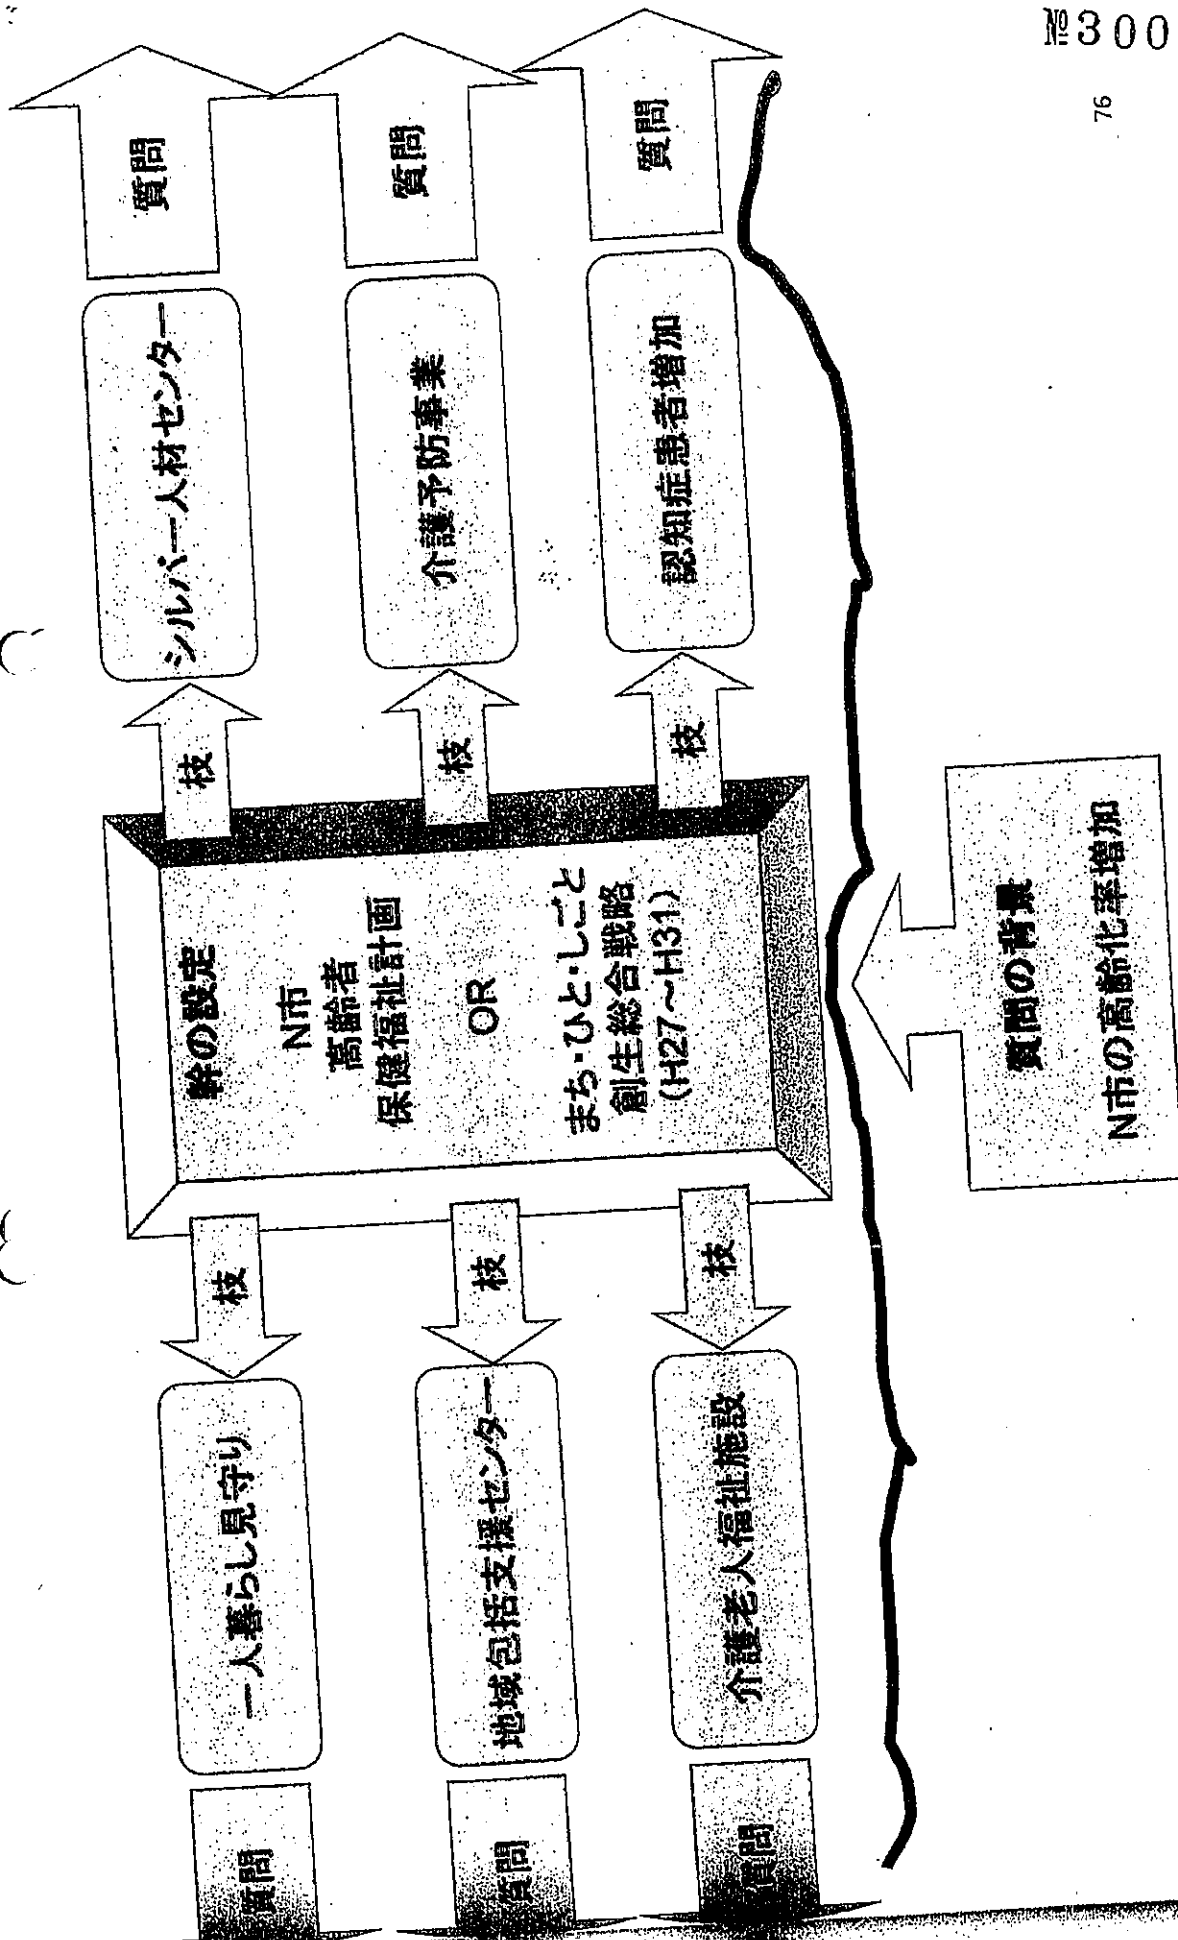 №300
76
幹の設定
N市
高齢者
保健福祉計画
OR
まち・ひと・しごと
創生総合戦略
(H27～H31)
枝
一人暮らし見守り
質問
枝
シルバー人材センター
質問
枝
地域包括支援センター
質問
枝
介護予防事業
質問
枝
介護老人福祉施設
質問
枝
認知症患者増加
質問
質問の背景
N市の高齢化率増加